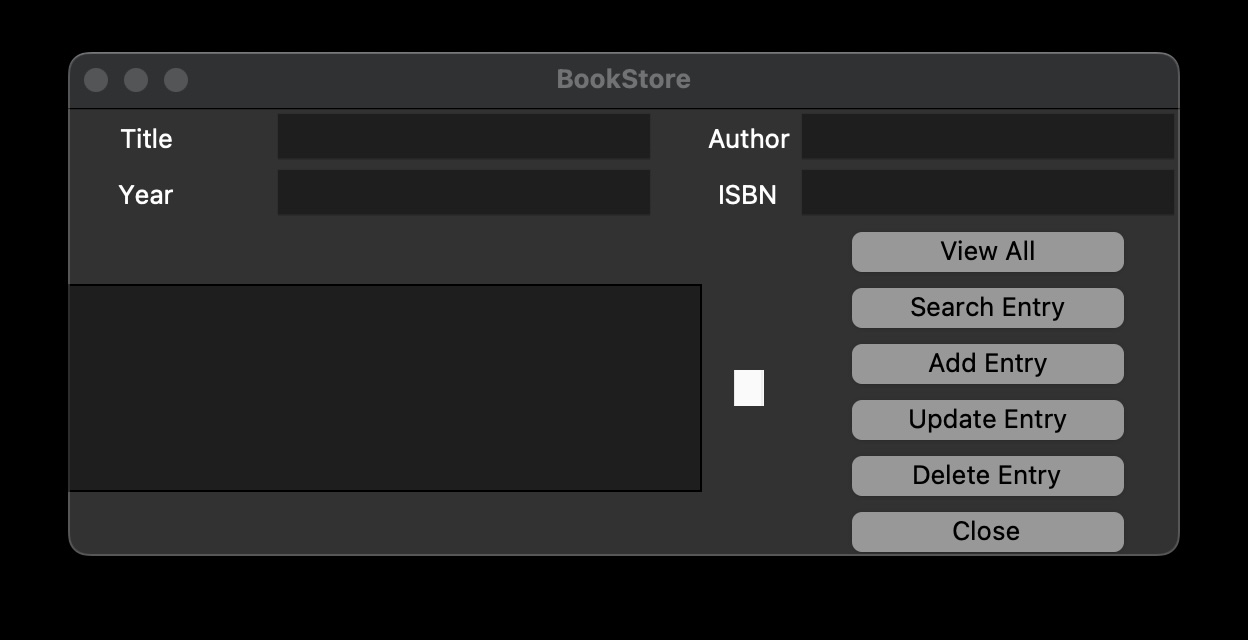 BookStore
Title
Author
Year
ISBN
View All
Search Entry
Add Entry
Update Entry
Delete Entry
Close